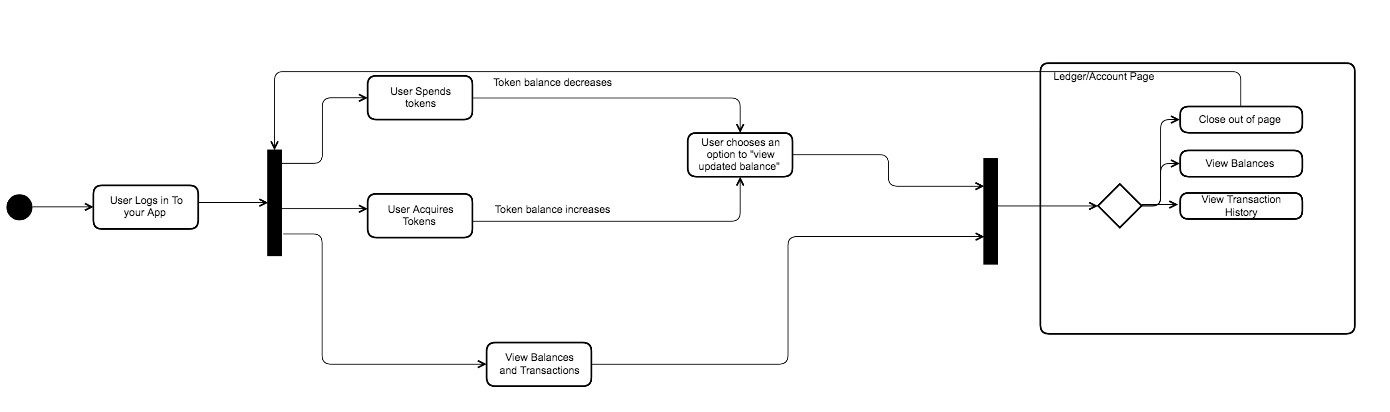 Token balance decreases
Ledger/Account Page
User Spends
tokens
Close out of page
User chooses an
option to "view
updated balance"
View Balances
User Logs in To
your App
User Acquires
Tokens
Token balance increases
View Transaction
History
View Balances
and Transactions